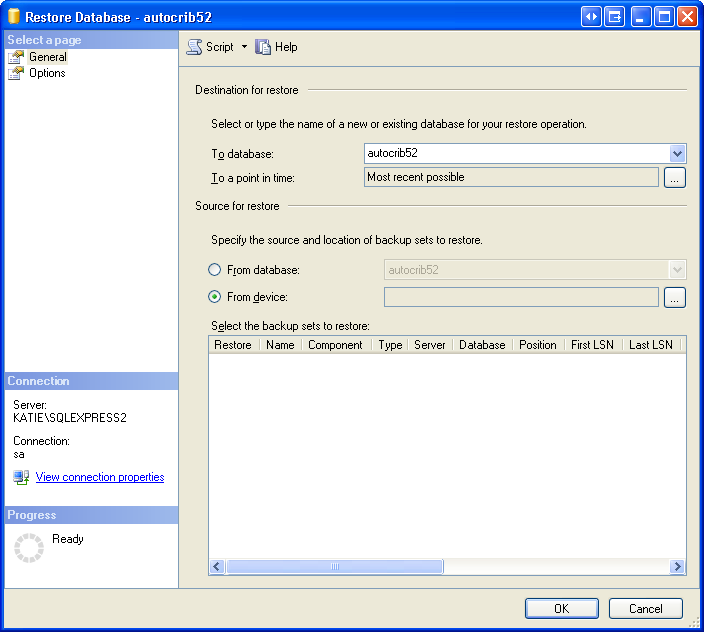 Restore Database - autocrib52
Select a page
General
Options
Script Help
Destination for restore
Select or type the name of a new or existing database for your restore operation.
To database: autocrib52
To a point in time: Most recent possible ...
Source for restore
Specify the source and location of backup sets to restore.
From database: autocrib52
From device: ...
Select the backup sets to restore:
Restore Name Component Type Server Database Position First LSN Last LSN
Connection
Server:
KATIE\SQLEXPRESS2
Connection:
sa
View connection properties
Progress
Ready
OK Cancel